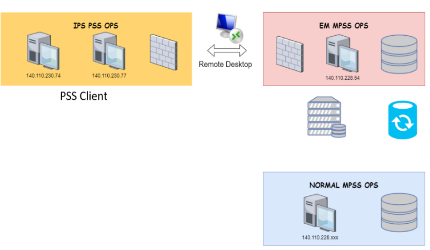 IPS PSS OPS
140.110.230.74
140.110.230.77
PSS Client
Remote Desktop
EM MPSS OPS
140.110.228.54
NORMAL MPSS OPS
140.110.228.xxx